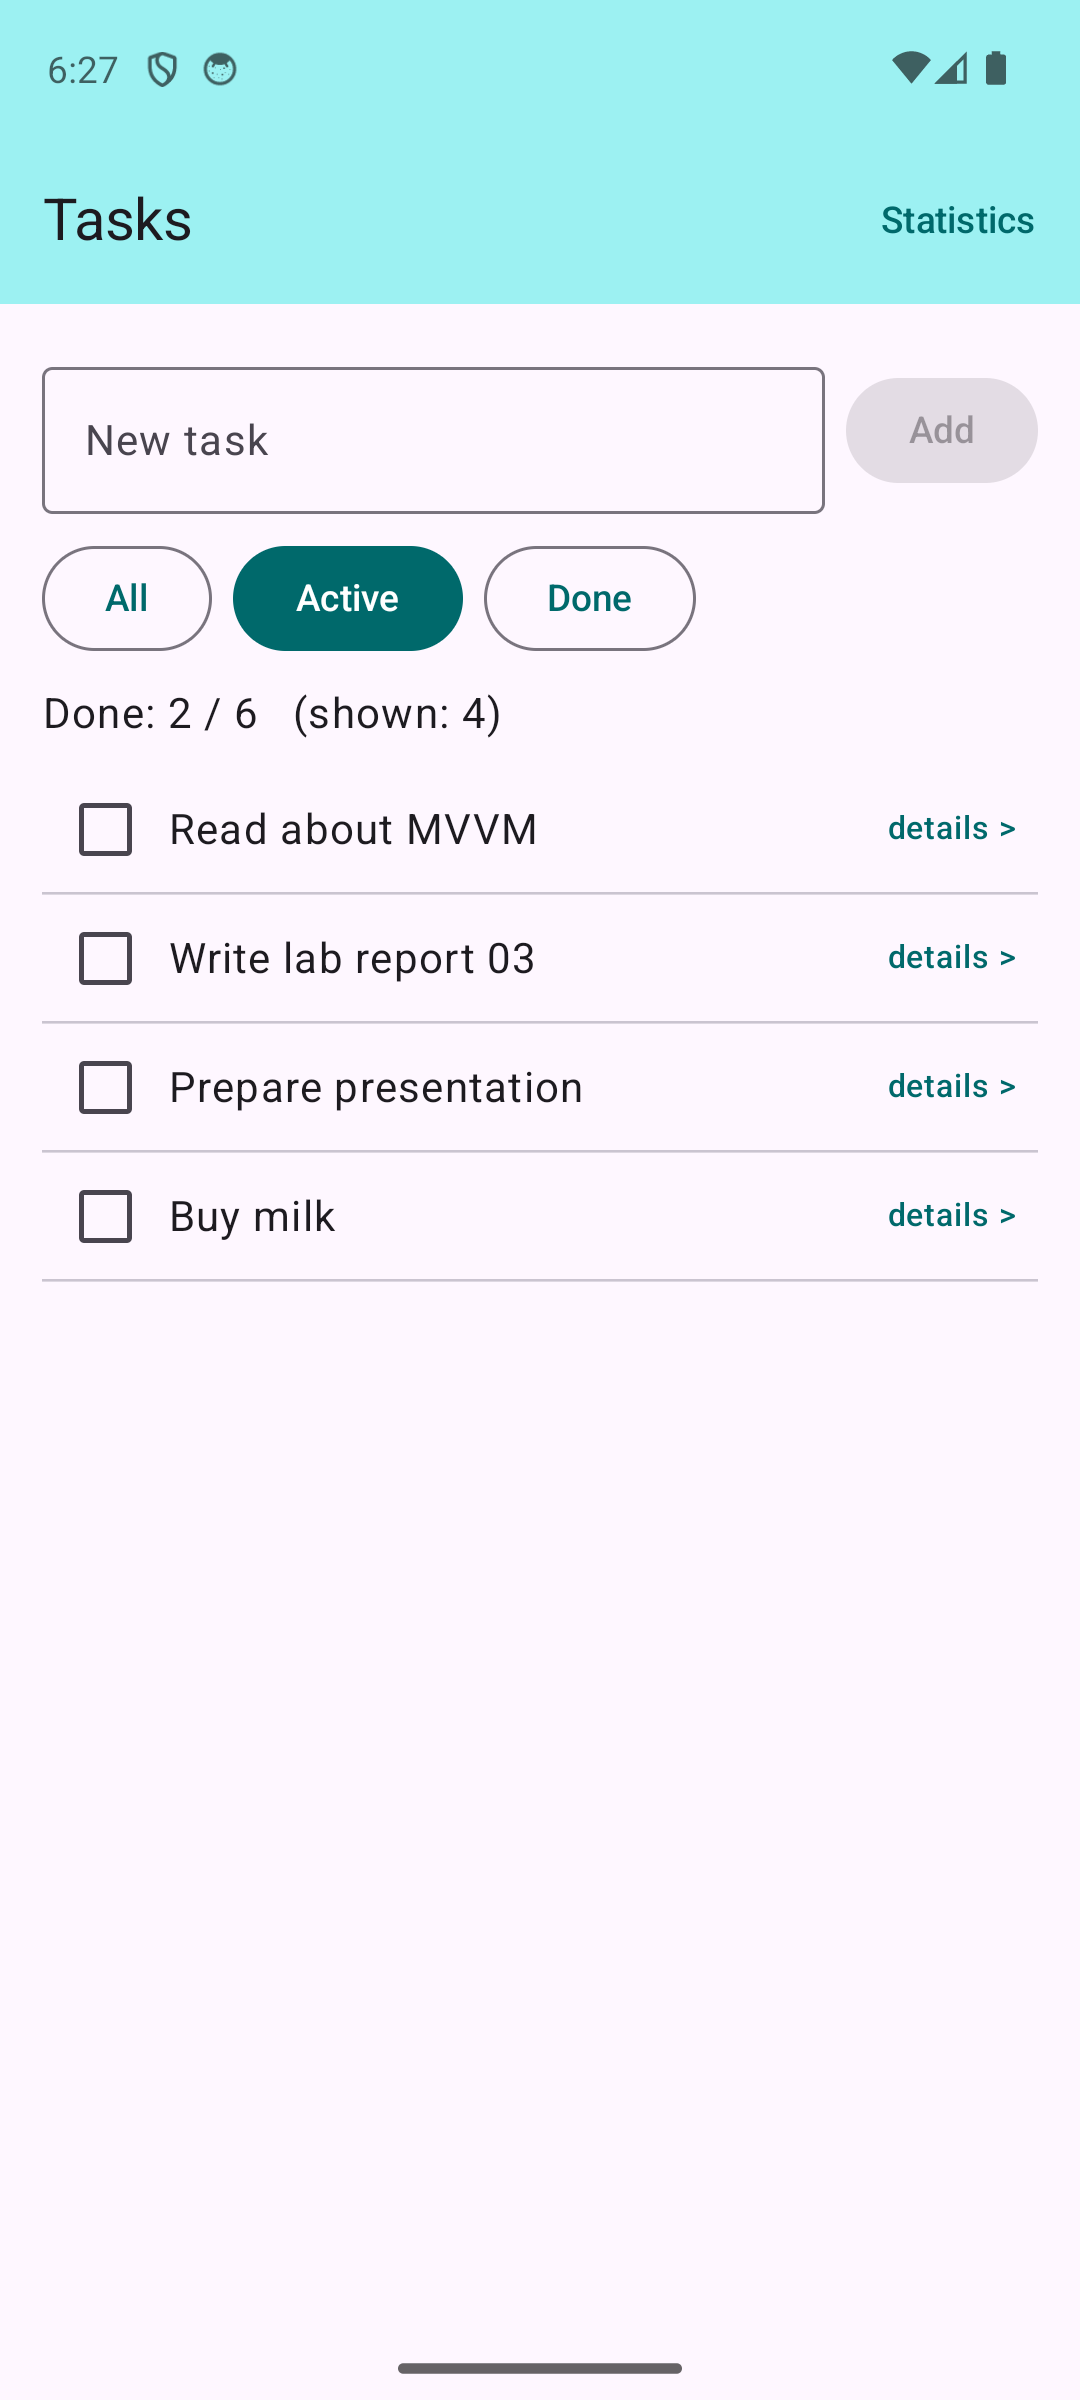 6:27
Tasks Statistics
New task Add
All Active Done
Done: 2 / 6 (shown: 4)
Read about MVVM details >
Write lab report 03 details >
Prepare presentation details >
Buy milk details >